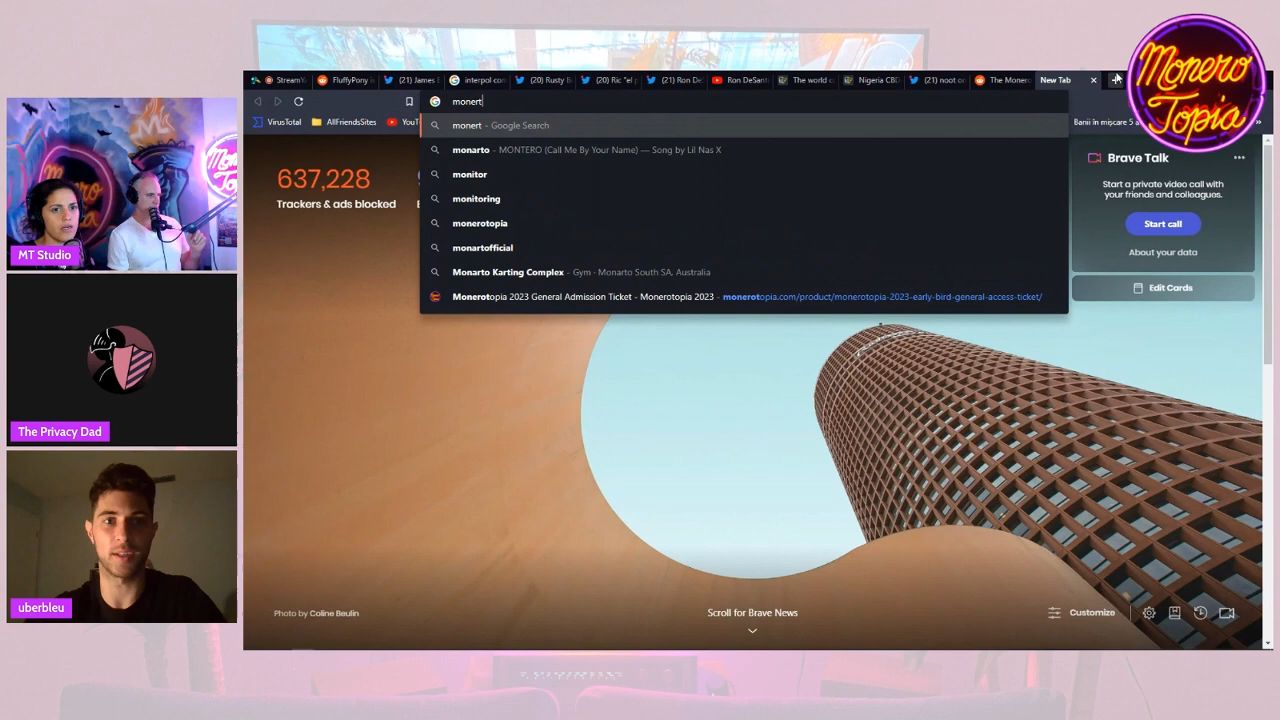 StreamYa
FluffyPony is
(21) James E
interpol com
(20) Rusty B
(20) Ric "el p
(21) Ron De
Ron DeSanti
The world c
Nigeria CBD
(21) noot on
The Monero
New Tab
monert
VirusTotal
AllFriendsSites
YouT
Banii in mișcare 5 a
»
monert - Google Search
monarto - MONTERO (Call Me By Your Name) — Song by Lil Nas X
monitor
monitoring
monerotopia
monartofficial
Monarto Karting Complex - Gym · Monarto South SA, Australia
Monerotopia 2023 General Admission Ticket - Monerotopia 2023 - monerotopia.com/product/monerotopia-2023-early-bird-general-access-ticket/
637,228
Trackers & ads blocked
Brave Talk
Start a private video call with
your friends and colleagues.
Start call
About your data
Edit Cards
Photo by Coline Beulin
Scroll for Brave News
Customize
MT Studio
The Privacy Dad
uberbleu
Monero
Topia